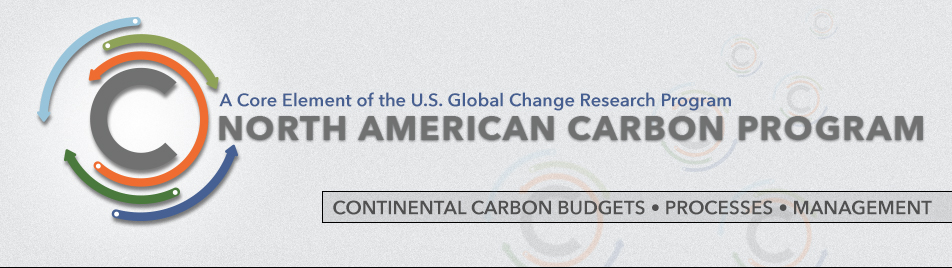 C
A Core Element of the U.S. Global Change Research Program
NORTH AMERICAN CARBON PROGRAM
CONTINENTAL CARBON BUDGETS • PROCESSES • MANAGEMENT